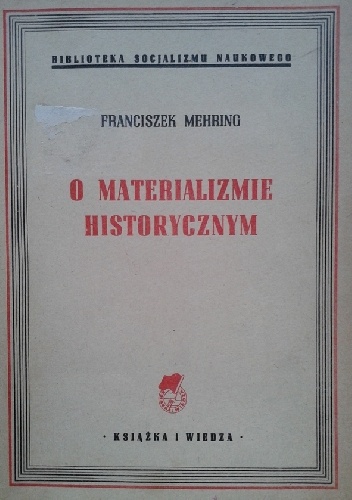 BIBLIOTEKA SOCJALIZMU NAUKOWEGO
FRANCISZEK MEHRING
O MATERIALIZMIE
HISTORYCZNYM
· KSIĄŻKA I WIEDZA ·